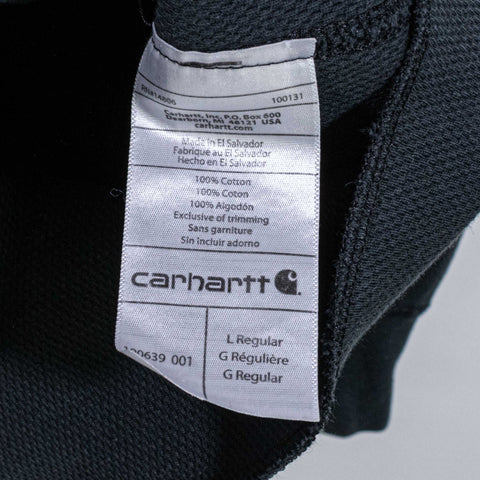 RN#14806 100131
Carhartt, Inc. P.O. Box 600
Dearborn, MI 48121 USA
carhartt.com
Made in El Salvador
Fabriqué au El Salvador
Hecho en El Salvador
100% Cotton
100% Coton
100% Algodón
Exclusive of trimming
Sans garniture
Sin incluir adorno
carhartt
100639 001
L Regular
G Régulière
G Regular